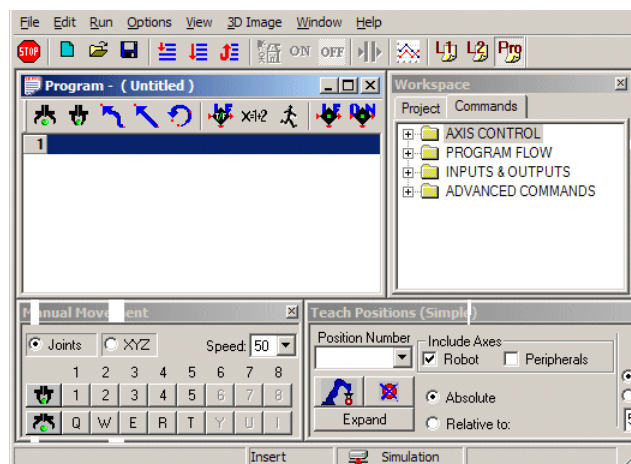 File Edit Run Options View 3D Image Window Help
STOP ON OFF L1 L2 Prg
Program - ( Untitled )
X=1+2
1
Workspace
Project Commands
AXIS CONTROL
PROGRAM FLOW
INPUTS & OUTPUTS
ADVANCED COMMANDS
Manual Movement
Joints XYZ Speed: 50
1 2 3 4 5 6 7 8
1 2 3 4 5 6 7 8
Q W E R T Y U I
Teach Positions (Simple)
Position Number Include Axes
Robot Peripherals
Absolute
Expand Relative to:
Insert Simulation